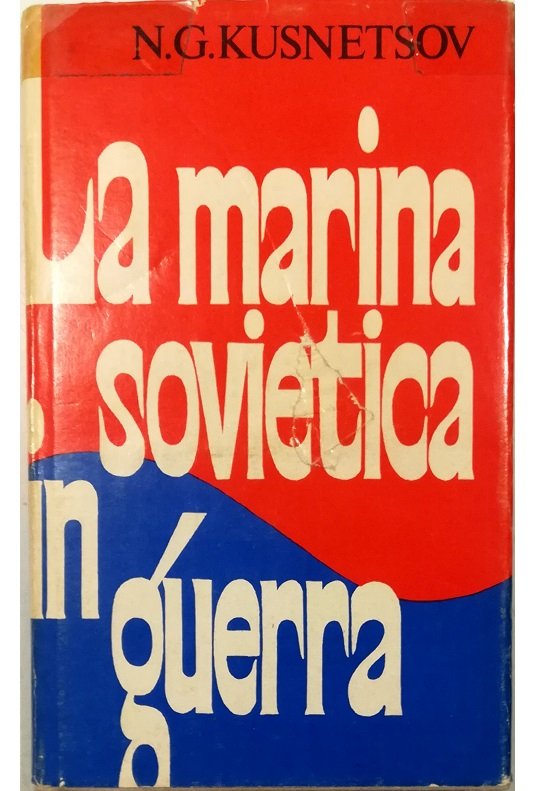 N.G.KUSNETSOV
La marina
sovietica
in
guerra